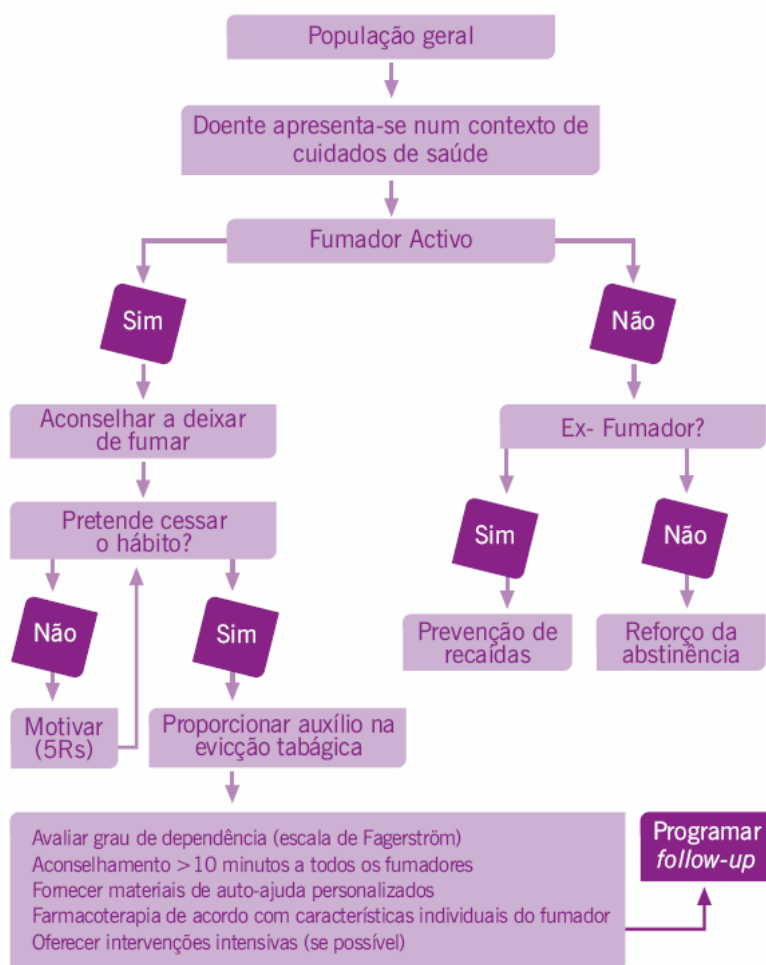 População geral
Doente apresenta-se num contexto de
cuidados de saúde
Fumador Activo
Sim
Não
Aconselhar a deixar
de fumar
Ex- Fumador?
Pretende cessar
o hábito?
Sim
Não
Não
Sim
Prevenção de
recaídas
Reforço da
abstinência
Motivar
(5Rs)
Proporcionar auxílio na
evicção tabágica
Avaliar grau de dependência (escala de Fagerström)
Aconselhamento >10 minutos a todos os fumadores
Fornecer materiais de auto-ajuda personalizados
Farmacoterapia de acordo com características individuais do fumador
Oferecer intervenções intensivas (se possível)
Programar
follow-up